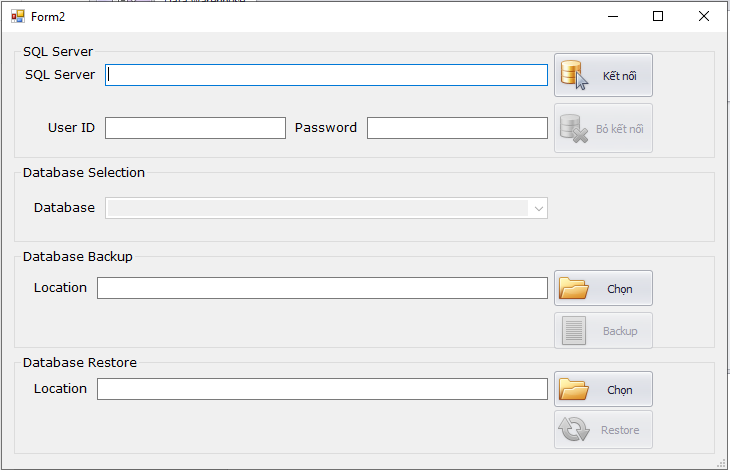 Form2
SQL Server
SQL Server
Kết nối
User ID
Password
Bỏ kết nối
Database Selection
Database
Database Backup
Location
Chọn
Backup
Database Restore
Location
Chọn
Restore